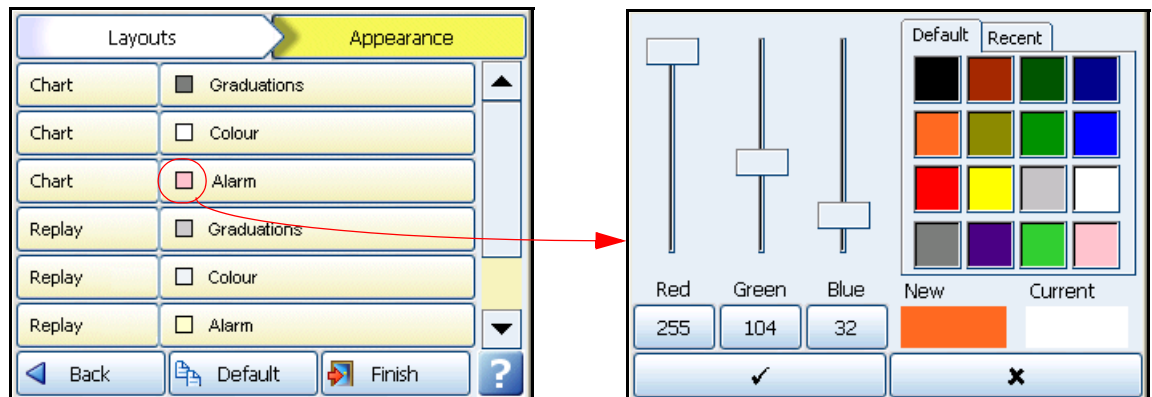 Layouts Appearance
Chart Graduations
Chart Colour
Chart Alarm
Replay Graduations
Replay Colour
Replay Alarm
Back Default Finish ?
Default Recent
Red Green Blue New Current
255 104 32